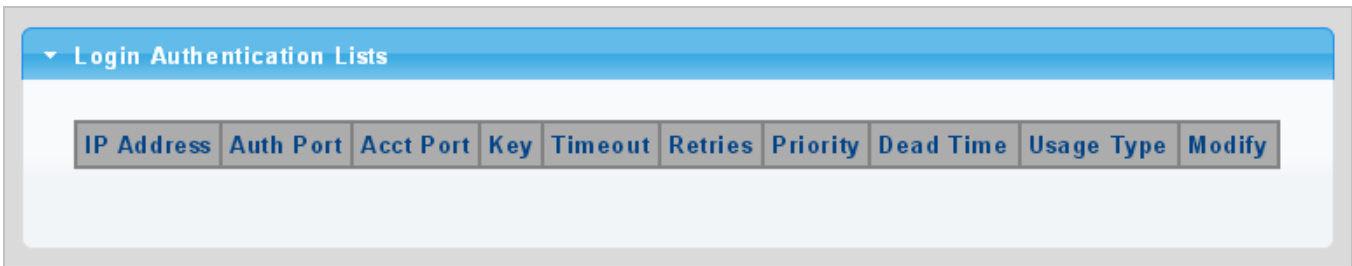 Login Authentication Lists
IP Address Auth Port Acct Port Key Timeout Retries Priority Dead Time Usage Type Modify